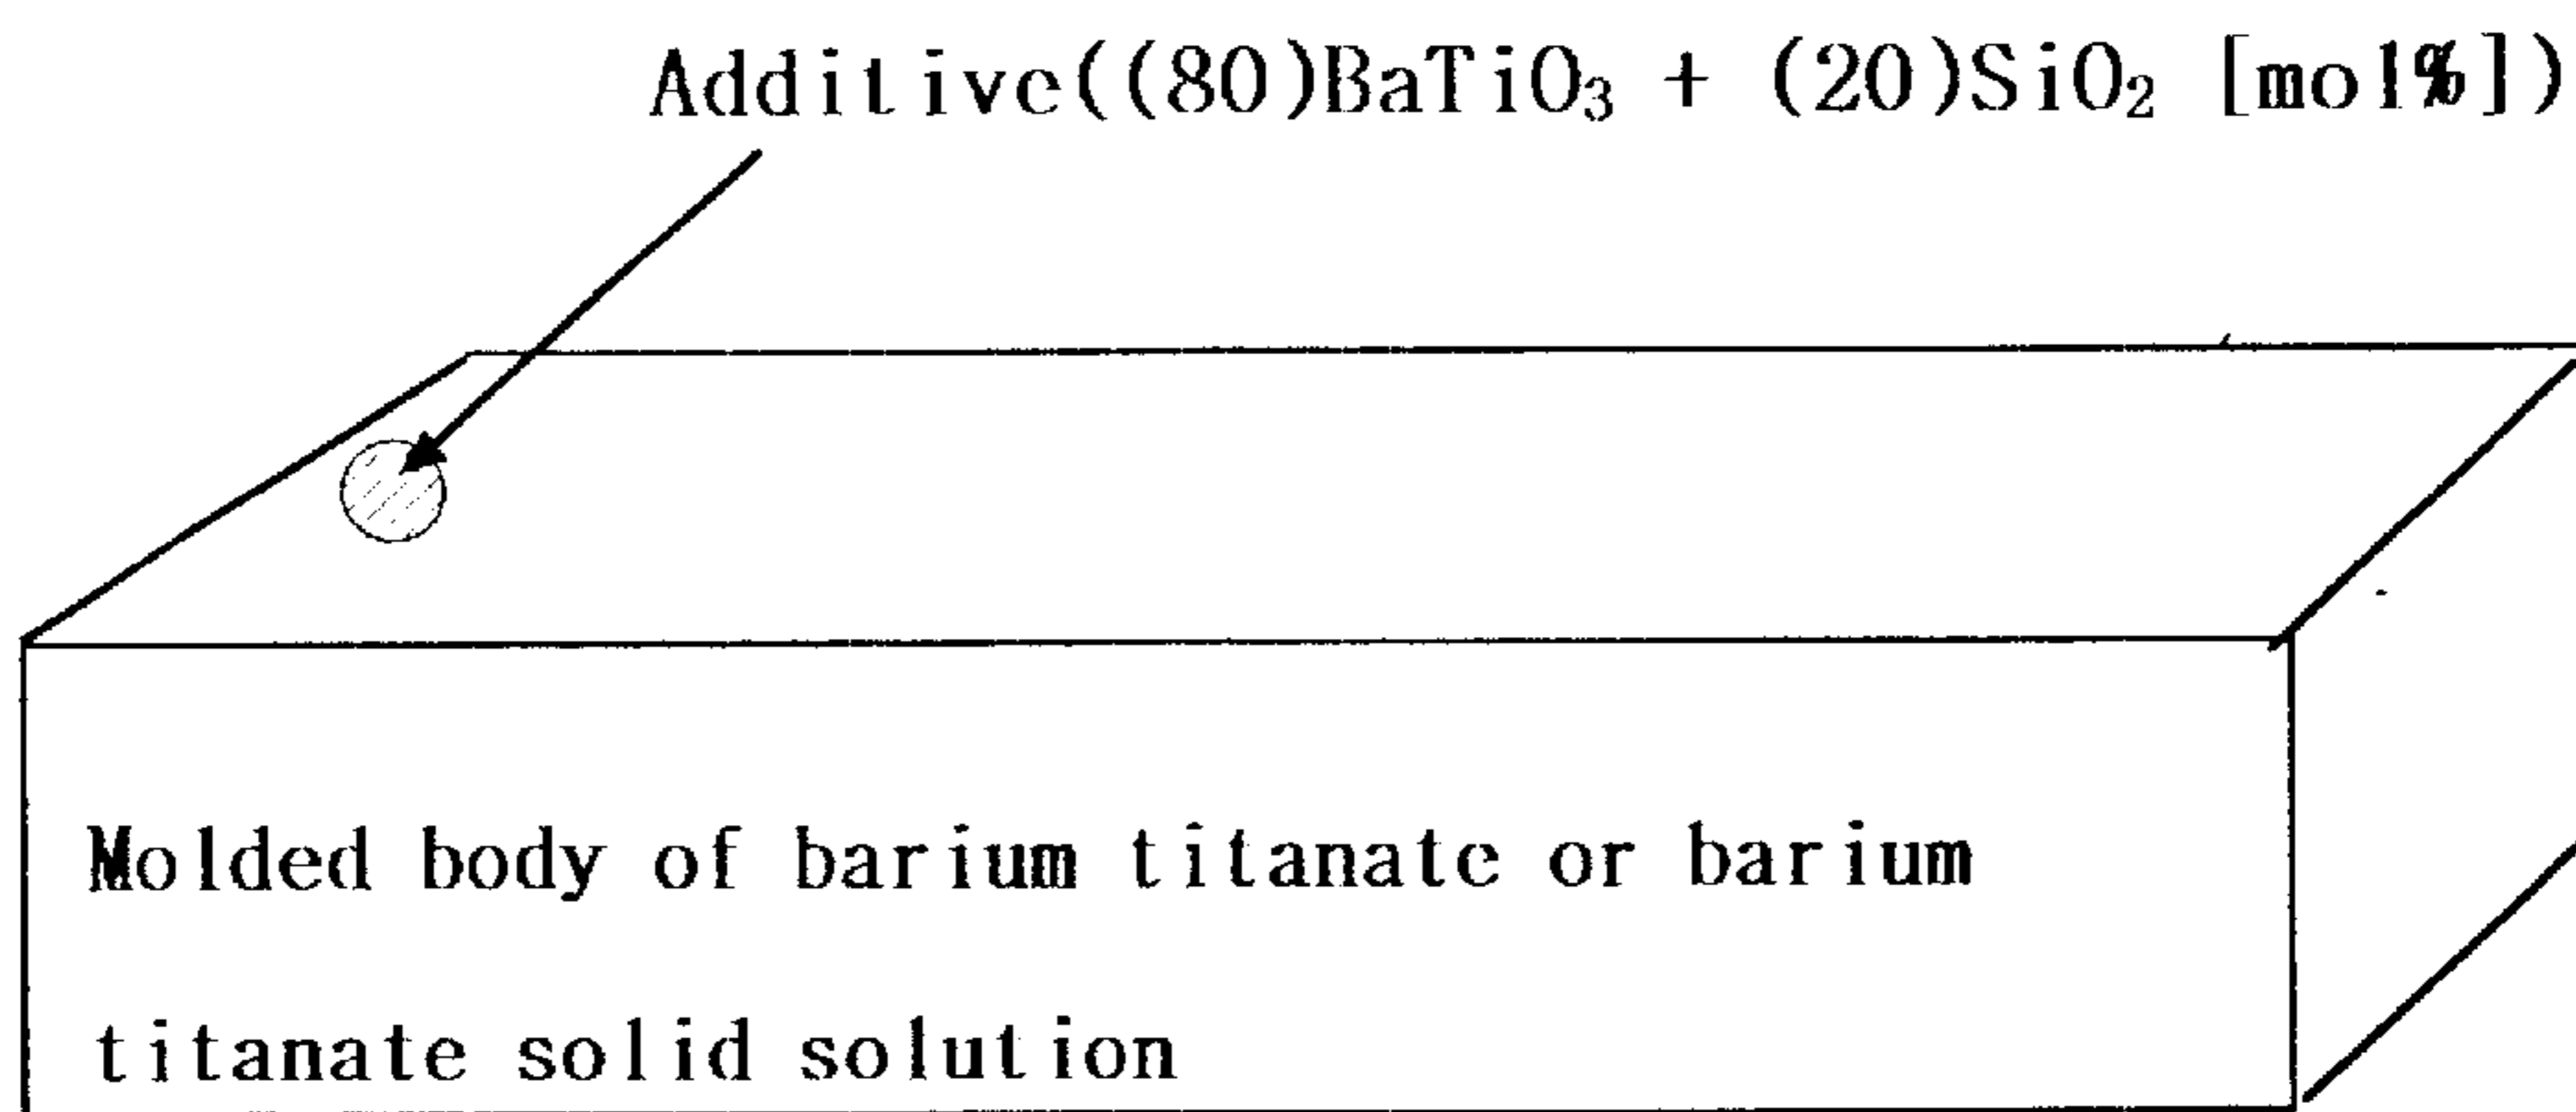 Additive((80)BaTiO₃ + (20)SiO₂ [mol%])
Molded body of barium titanate or barium
titanate solid solution